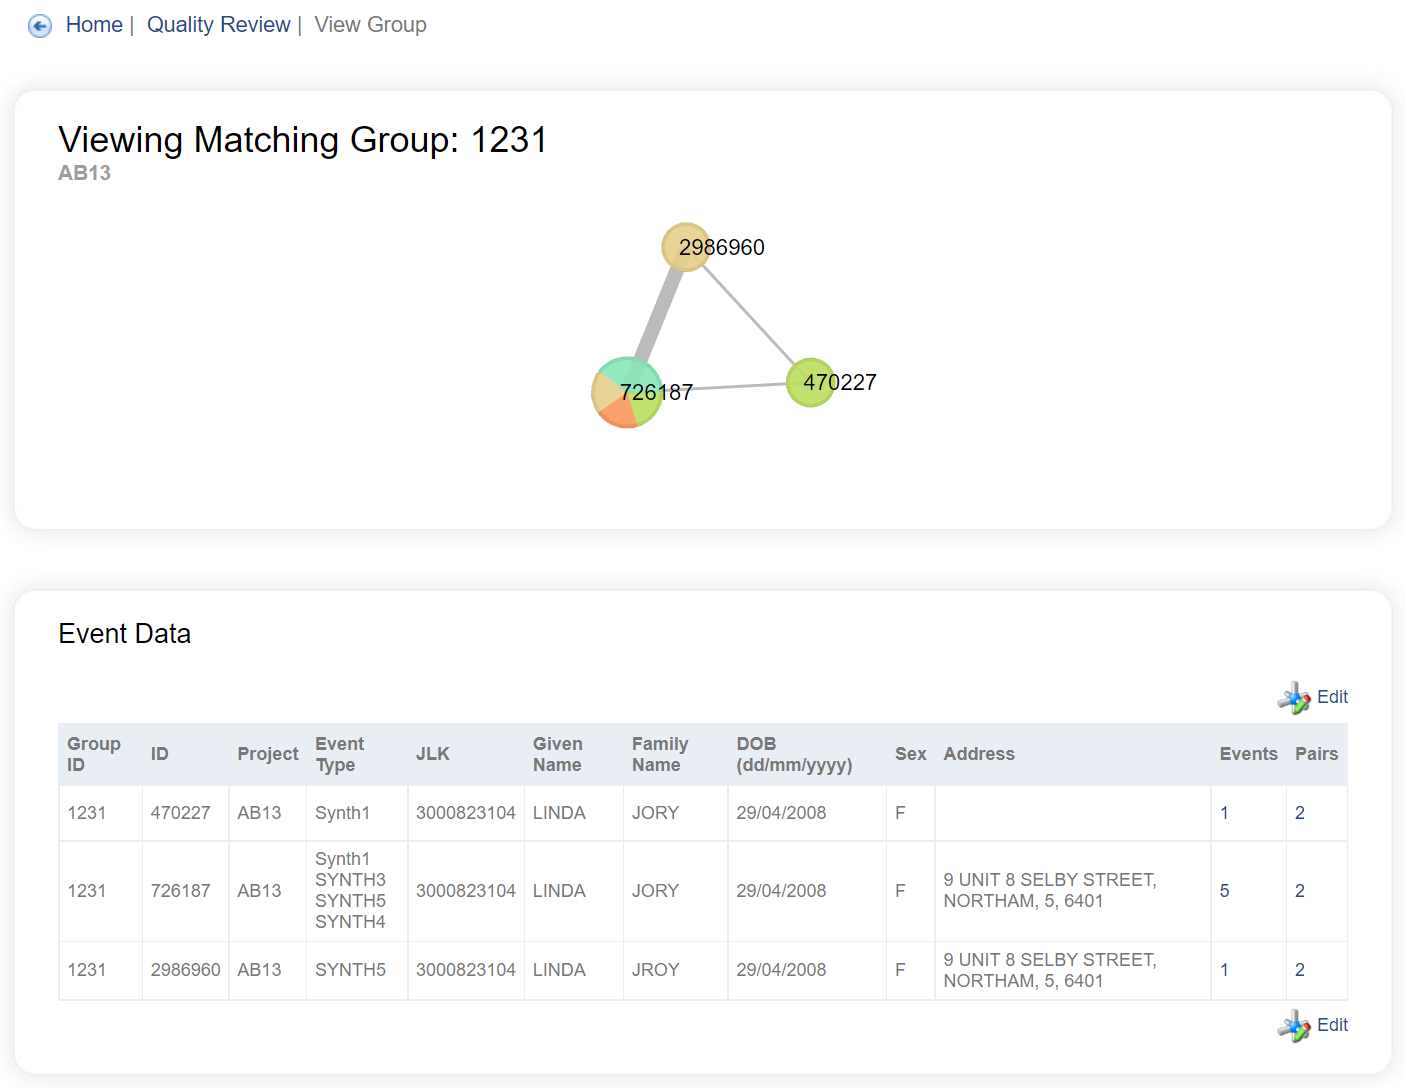 Home | Quality Review | View Group
Viewing Matching Group: 1231
AB13
2986960
726187
470227
Event Data
Edit
Group ID Project Event JLK Given Family DOB Sex Address Events Pairs
ID Type Name Name (dd/mm/yyyy)
1231 470227 AB13 Synth1 3000823104 LINDA JORY 29/04/2008 F 1 2
Synth1
SYNTH3
1231 726187 AB13 SYNTH5 3000823104 LINDA JORY 29/04/2008 F 9 UNIT 8 SELBY STREET, 5 2
SYNTH4 NORTHAM, 5, 6401
1231 2986960 AB13 SYNTH5 3000823104 LINDA JROY 29/04/2008 F 9 UNIT 8 SELBY STREET, 1 2
NORTHAM, 5, 6401
Edit